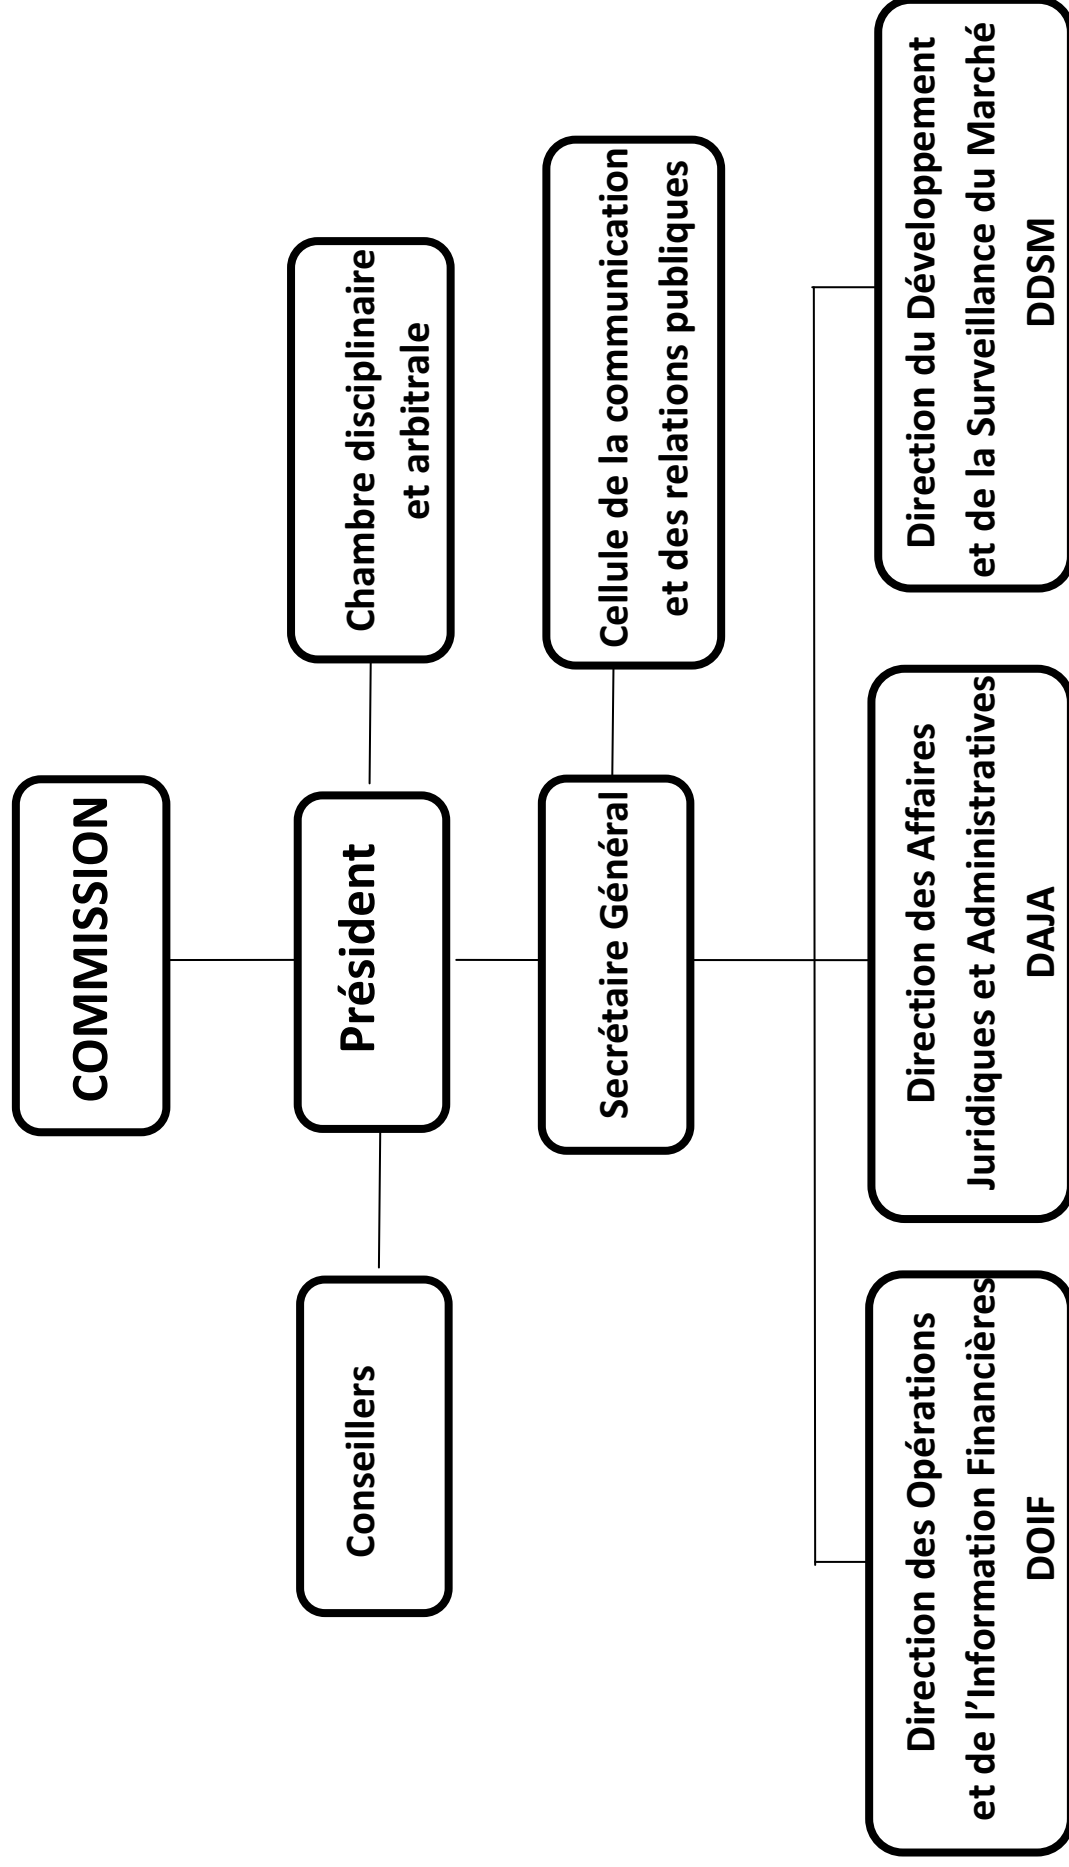 COMMISSION
Conseillers
Président
Chambre disciplinaire
et arbitrale
Secrétaire Général
Cellule de la communication
et des relations publiques
Direction des Opérations
et de l’Information Financières
DOIF
Direction des Affaires
Juridiques et Administratives
DAJA
Direction du Développement
et de la Surveillance du Marché
DDSM